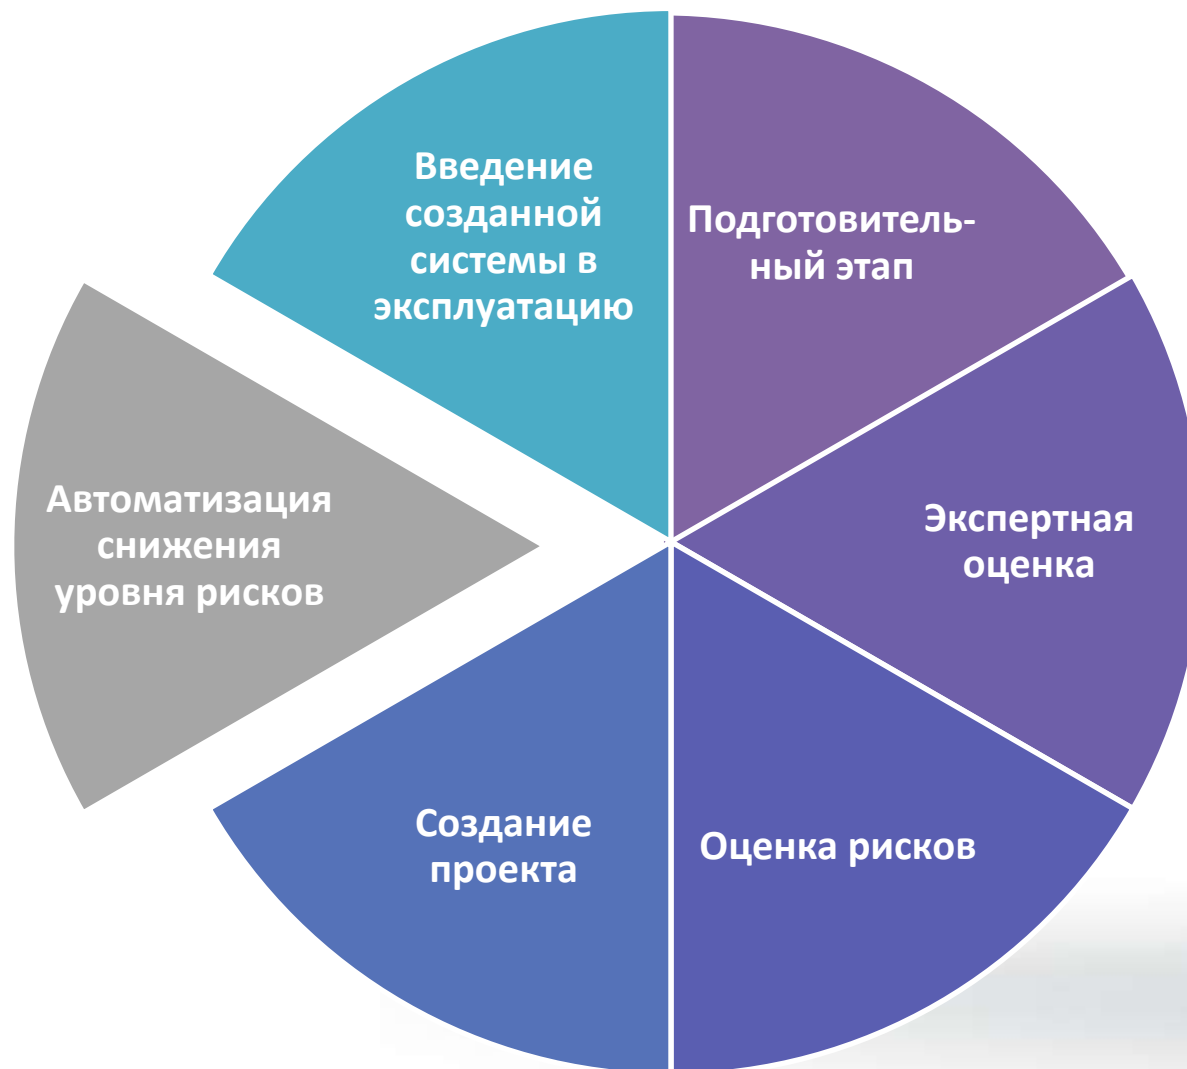 Введение
созданной
системы в
эксплуатацию
Подготовитель-
ный этап
Экспертная
оценка
Оценка рисков
Создание
проекта
Автоматизация
снижения
уровня рисков